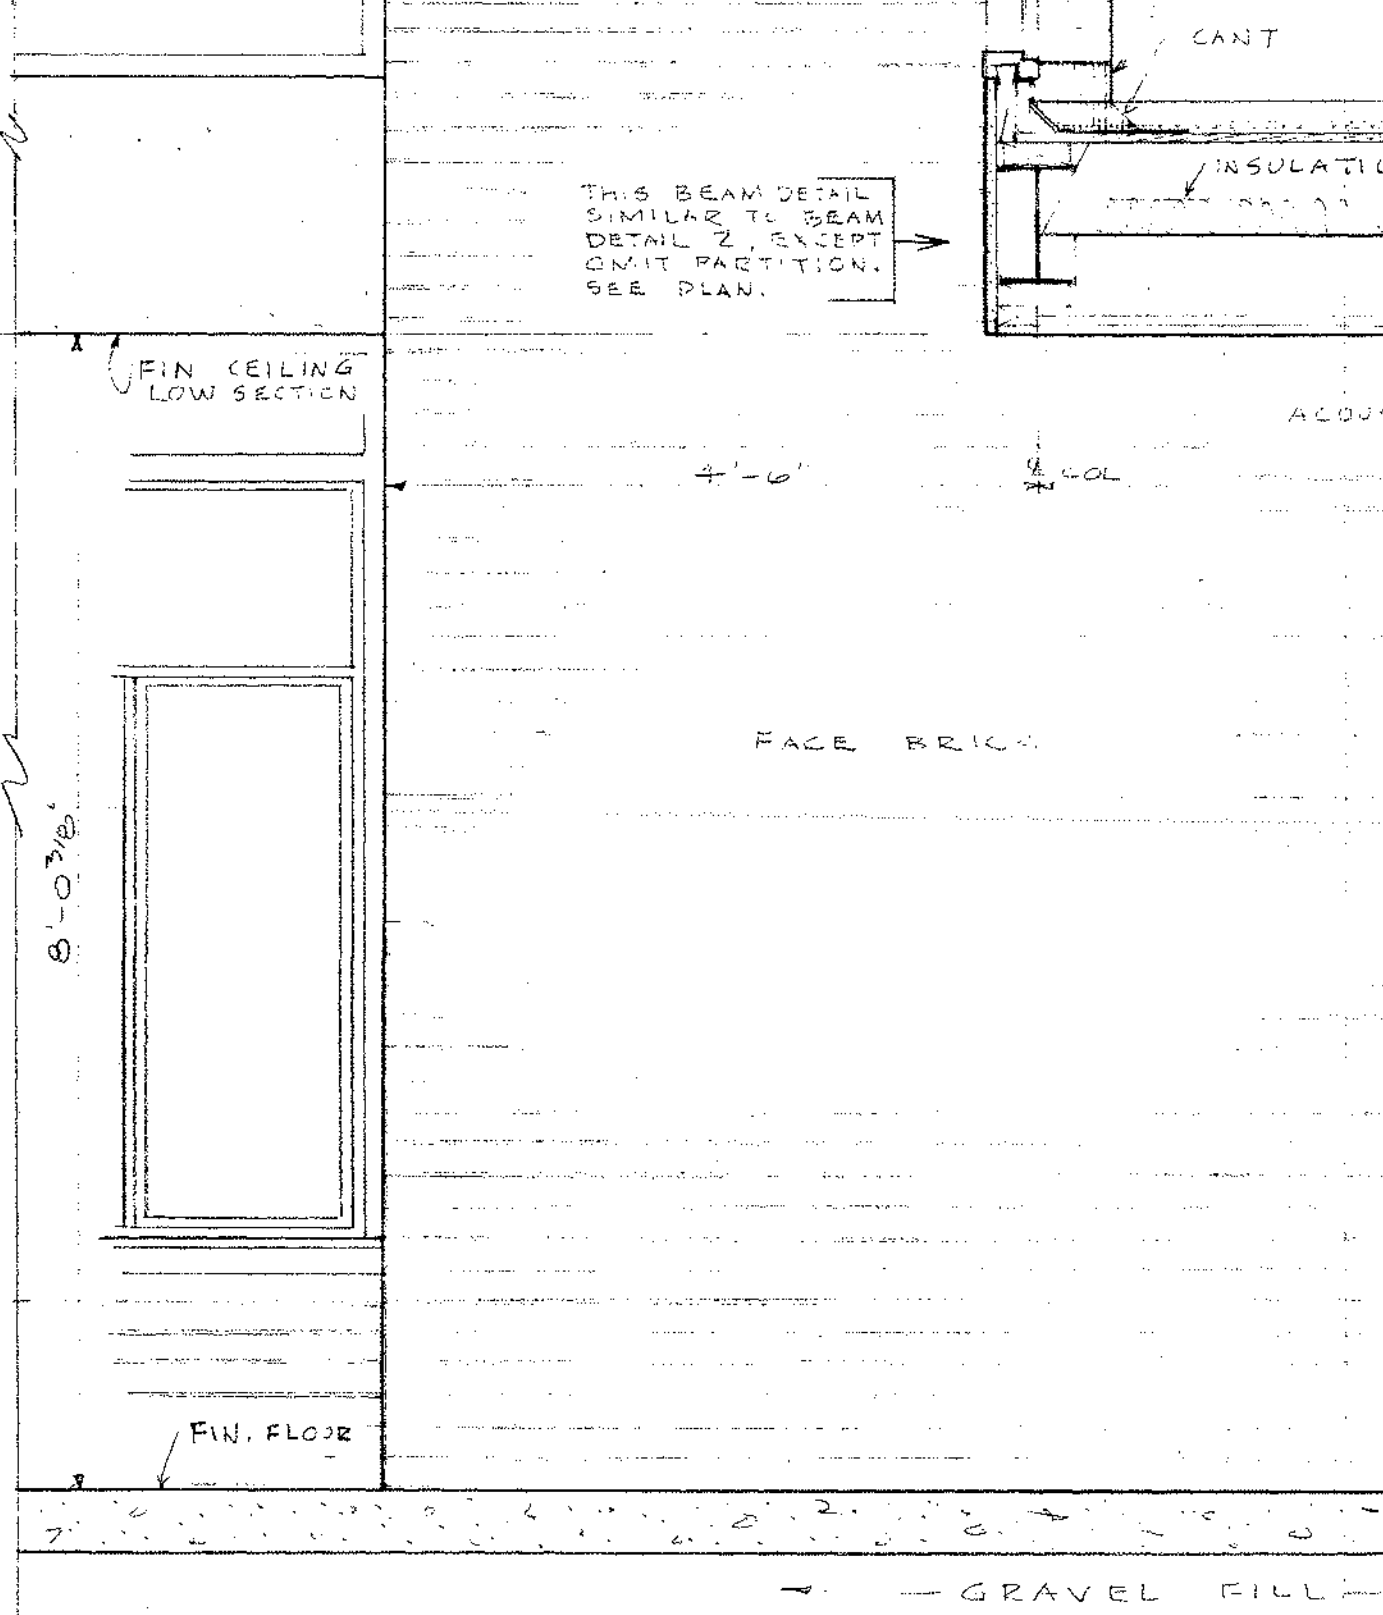 CANT
INSULATI
THIS BEAM DETAIL
SIMILAR TO BEAM
DETAIL 2, EXCEPT
OMIT PARTITION.
SEE PLAN.
FIN CEILING
LOW SECTION
ACOU
4'-6"
℄ COL
FACE BRICK
8'-0 3/8"
FIN. FLOOR
GRAVEL FILL